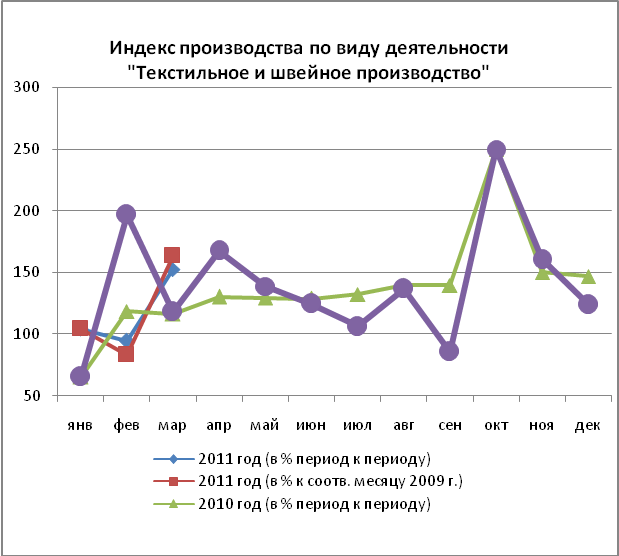 Индекс производства по виду деятельности
"Текстильное и швейное производство"
300
250
200
150
100
50
янв фев мар апр май июн июл авг сен окт ноя дек
2011 год (в % период к периоду)
2011 год (в % к соотв. месяцу 2009 г.)
2010 год (в % период к периоду)